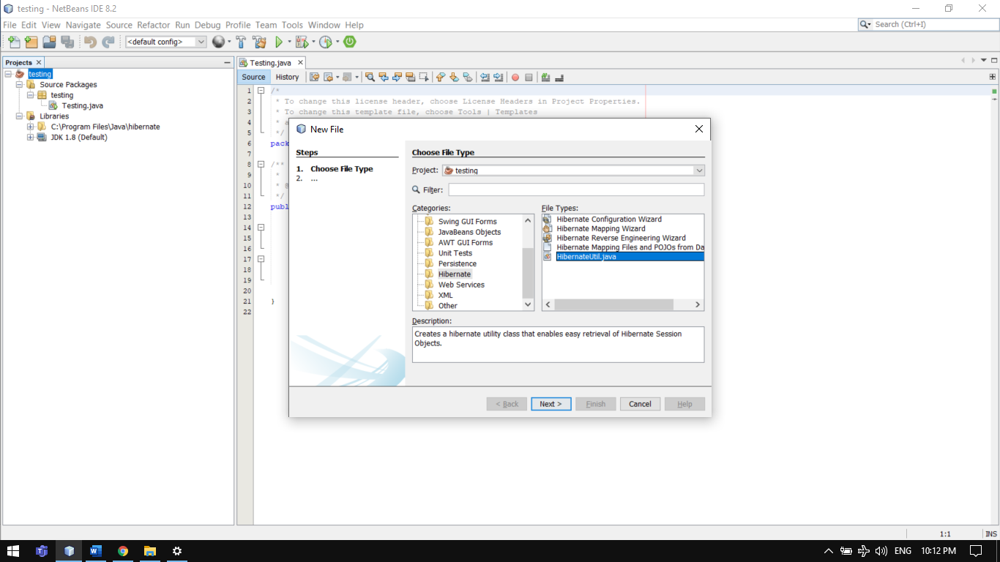 testing - NetBeans IDE 8.2
File Edit View Navigate Source Refactor Run Debug Profile Team Tools Window Help
Search (Ctrl+I)
<default config>
Projects
Testing.java
testing
Source History
Source Packages
testing
Testing.java
Libraries
C:\Program Files\Java\hibernate
JDK 1.8 (Default)
1 /*
2 * To change this license header, choose License Headers in Project Properties.
3 * To change this template file, choose Tools | Templates
4 * a
5 */
6 pack
7
8 /**
9 *
10 * @
11 */
12 publ
13
14
15
16
17
18
19
20
21 }
22
New File
Steps
1. Choose File Type
2. ...
Choose File Type
Project: testing
Filter:
Categories:
Swing GUI Forms
JavaBeans Objects
AWT GUI Forms
Unit Tests
Persistence
Hibernate
Web Services
XML
Other
File Types:
Hibernate Configuration Wizard
Hibernate Mapping Wizard
Hibernate Reverse Engineering Wizard
Hibernate Mapping Files and POJOs from Da
HibernateUtil.java
Description:
Creates a hibernate utility class that enables easy retrieval of Hibernate Session
Objects.
< Back Next > Finish Cancel Help
1:1 INS
ENG 10:12 PM